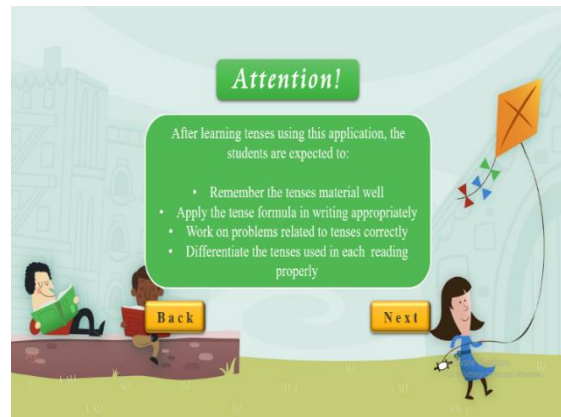 Attention!
After learning tenses using this application, the
students are expected to:
• Remember the tenses material well
• Apply the tense formula in writing appropriately
• Work on problems related to tenses correctly
• Differentiate the tenses used in each reading
properly
Back
Next